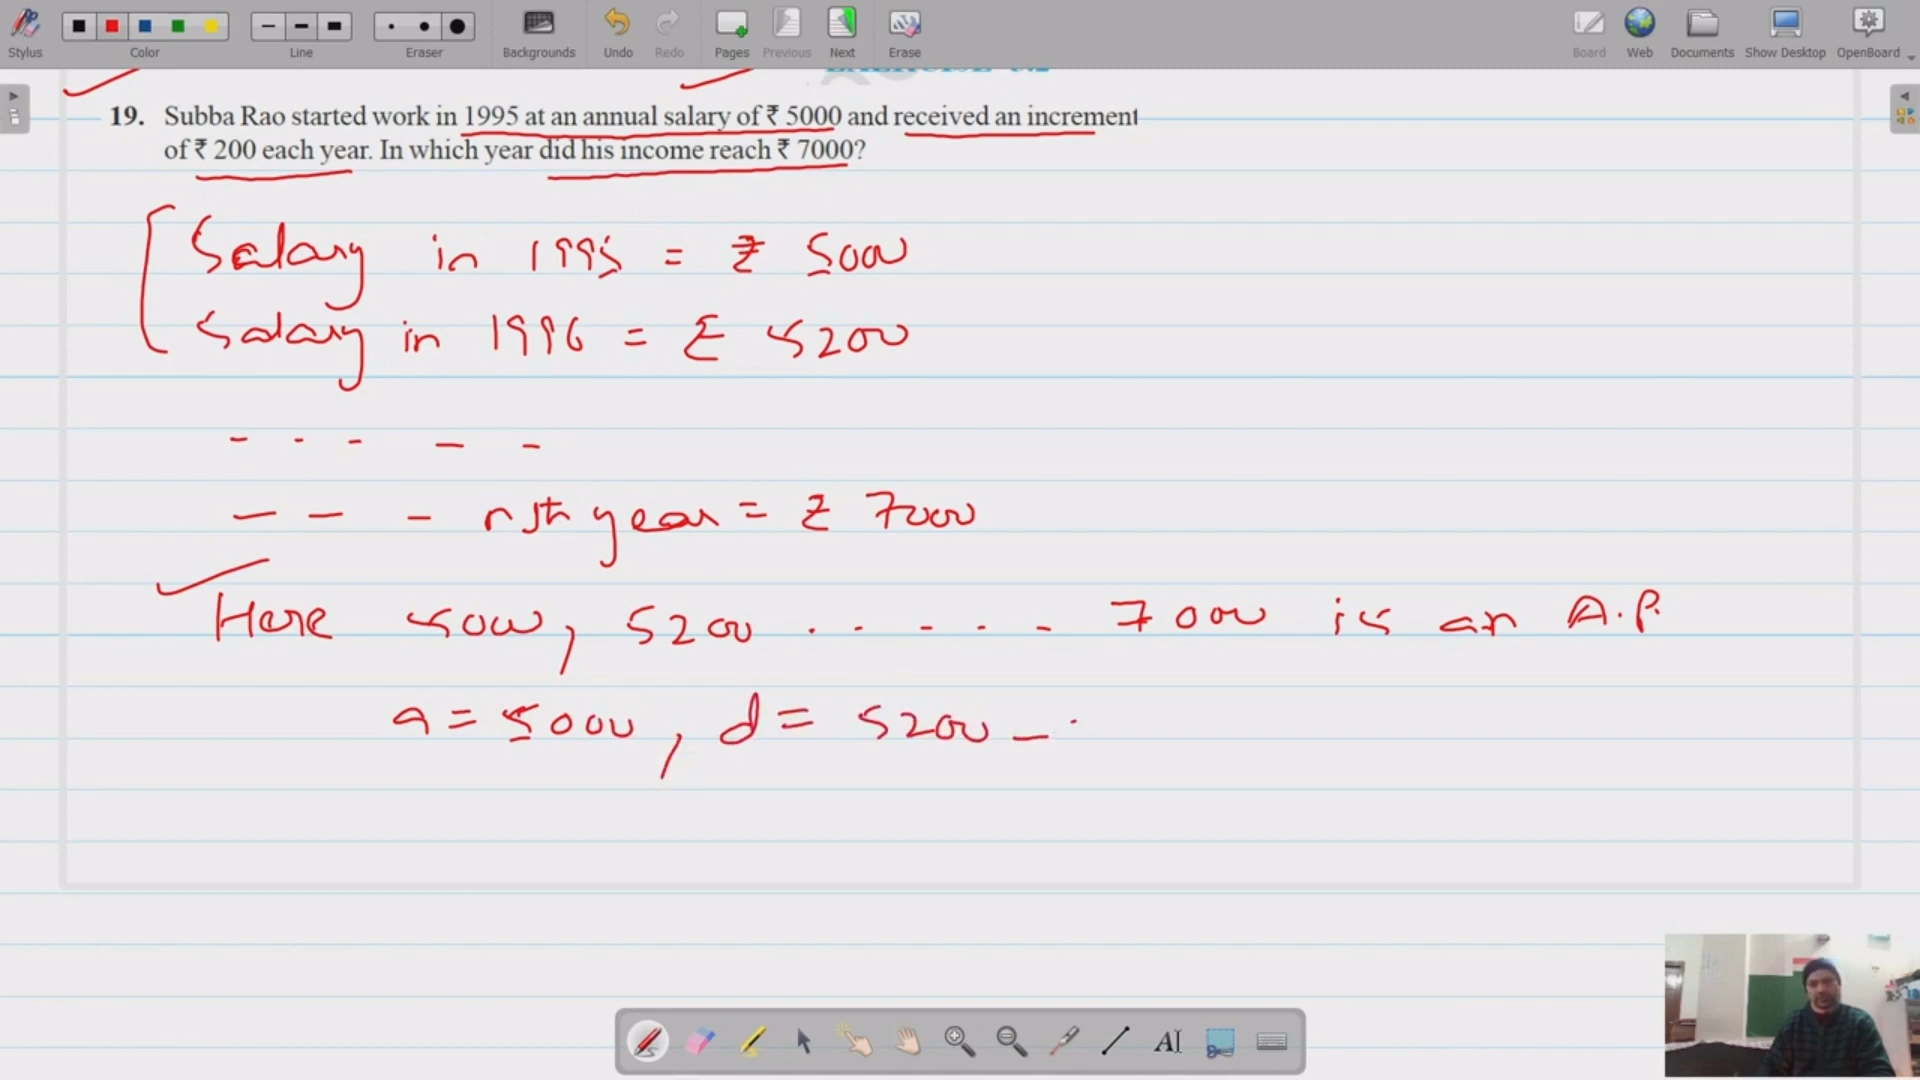 Stylus Color Line Eraser Backgrounds Undo Redo Pages Previous Next Erase Board Web Documents Show Desktop OpenBoard
19. Subba Rao started work in 1995 at an annual salary of ₹ 5000 and received an increment
of ₹ 200 each year. In which year did his income reach ₹ 7000?
Salary in 1995 = ₹ 5000
Salary in 1996 = ₹ 5200
- - - - -
- - - nth year = ₹ 7000
Here 5000, 5200 . . - - - 7000 is an A.P.
a = 5000, d = 5200 -